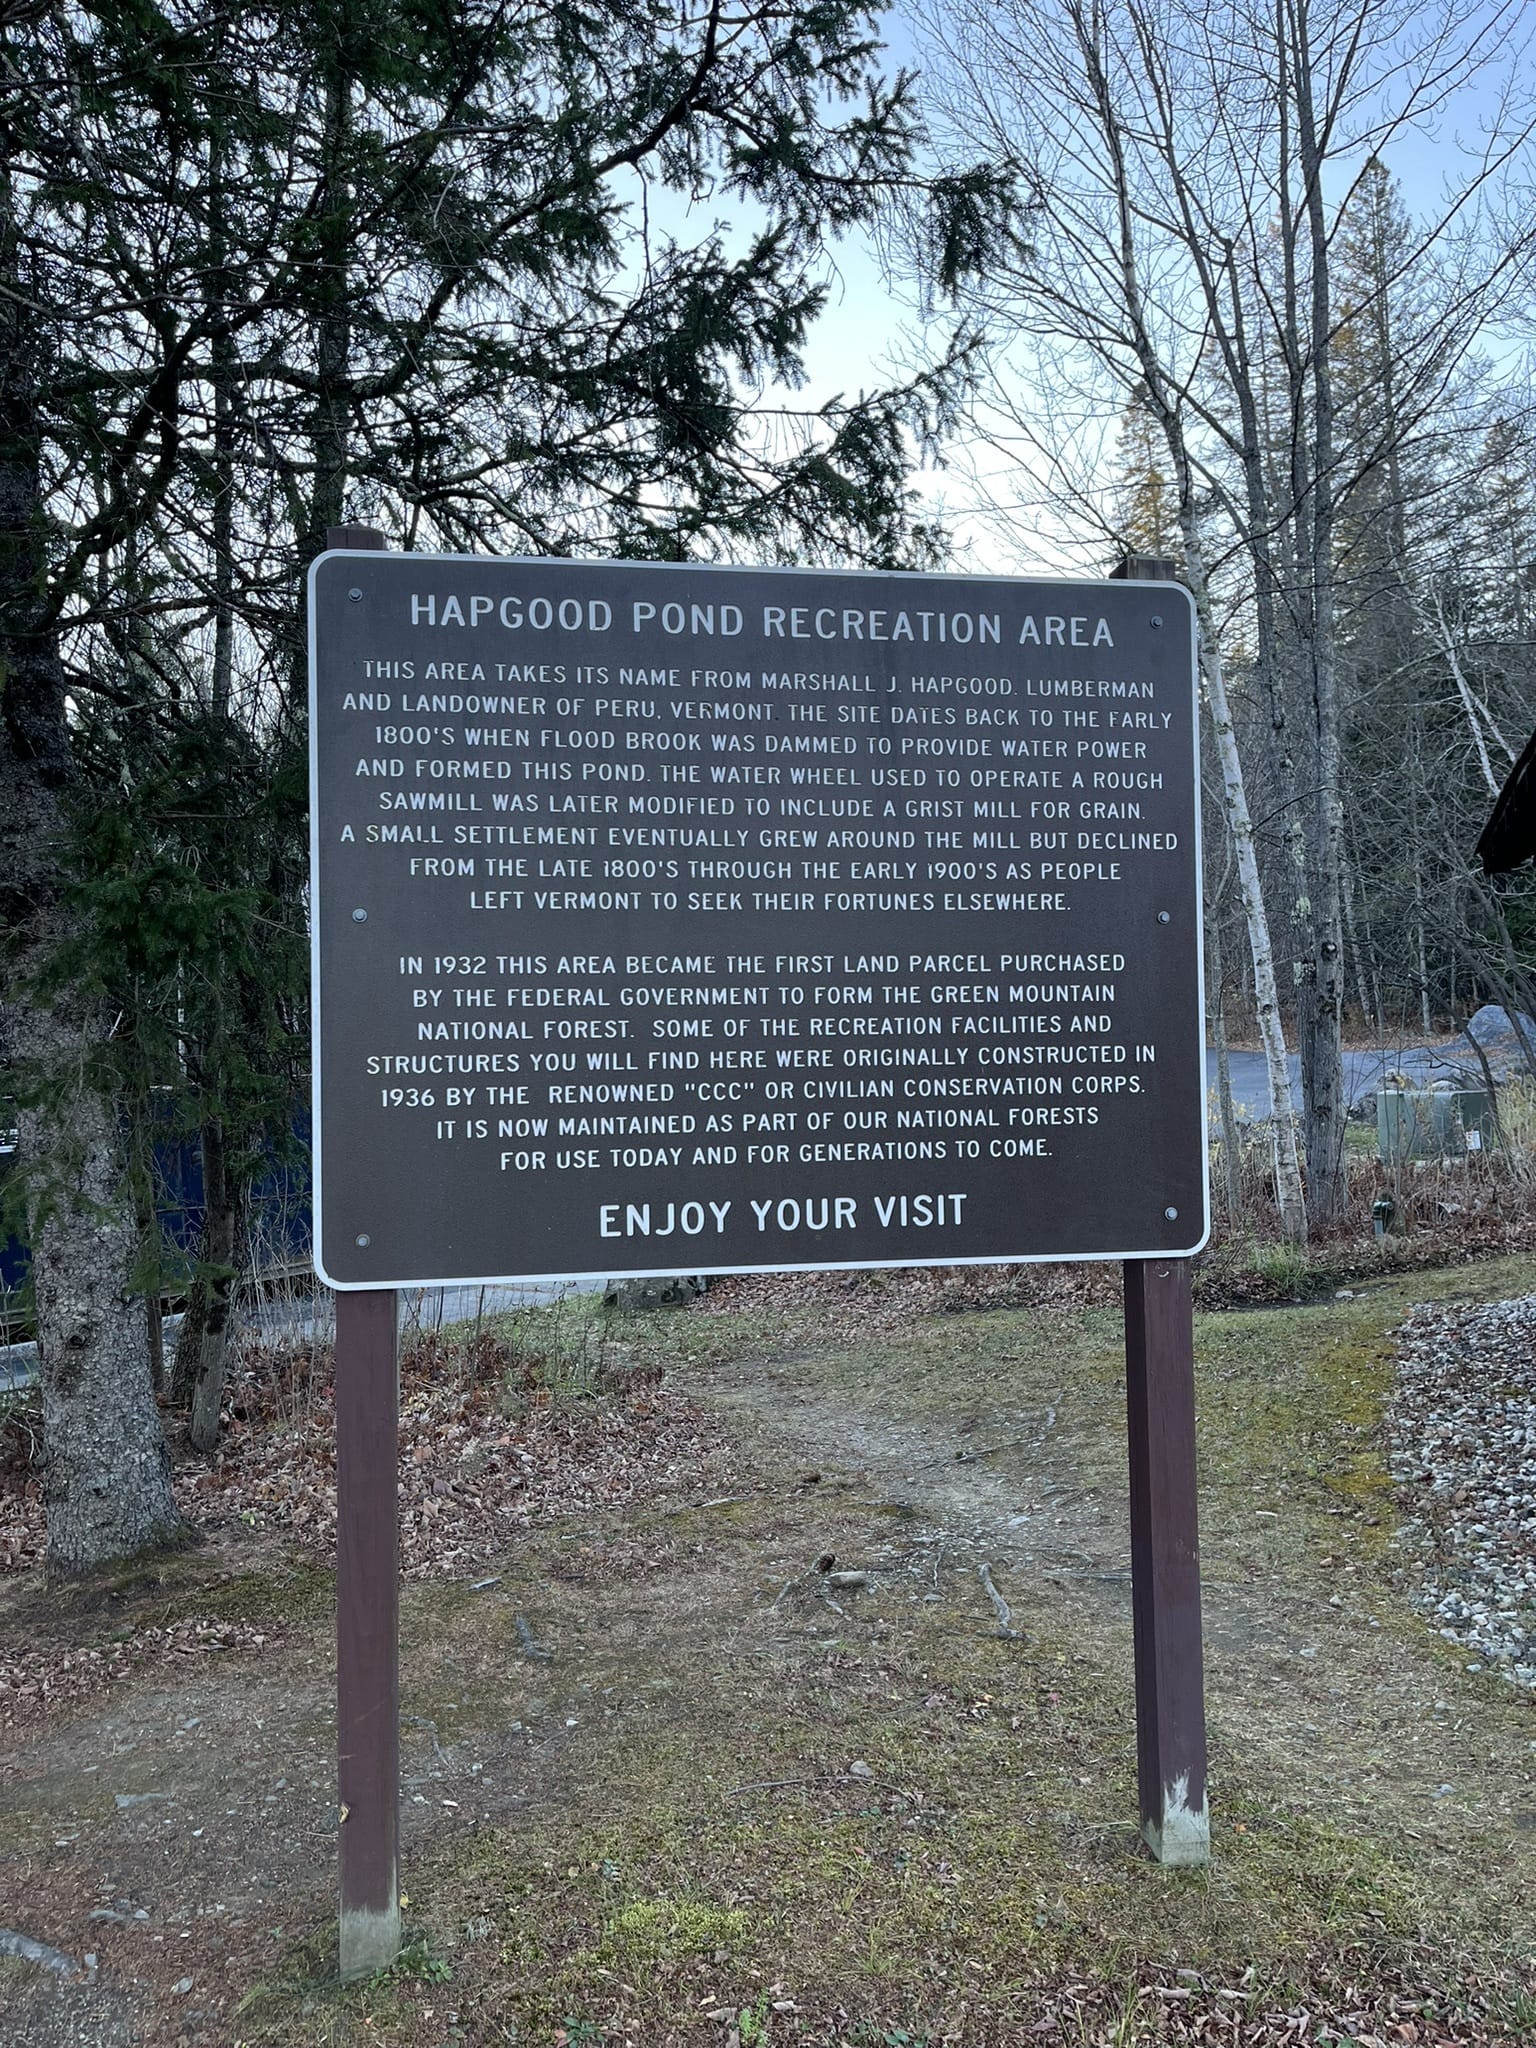 HAPGOOD POND RECREATION AREA
THIS AREA TAKES ITS NAME FROM MARSHALL J. HAPGOOD. LUMBERMAN
AND LANDOWNER OF PERU, VERMONT. THE SITE DATES BACK TO THE EARLY
1800'S WHEN FLOOD BROOK WAS DAMMED TO PROVIDE WATER POWER
AND FORMED THIS POND. THE WATER WHEEL USED TO OPERATE A ROUGH
SAWMILL WAS LATER MODIFIED TO INCLUDE A GRIST MILL FOR GRAIN.
A SMALL SETTLEMENT EVENTUALLY GREW AROUND THE MILL BUT DECLINED
FROM THE LATE 1800'S THROUGH THE EARLY 1900'S AS PEOPLE
LEFT VERMONT TO SEEK THEIR FORTUNES ELSEWHERE.
IN 1932 THIS AREA BECAME THE FIRST LAND PARCEL PURCHASED
BY THE FEDERAL GOVERNMENT TO FORM THE GREEN MOUNTAIN
NATIONAL FOREST. SOME OF THE RECREATION FACILITIES AND
STRUCTURES YOU WILL FIND HERE WERE ORIGINALLY CONSTRUCTED IN
1936 BY THE RENOWNED "CCC" OR CIVILIAN CONSERVATION CORPS.
IT IS NOW MAINTAINED AS PART OF OUR NATIONAL FORESTS
FOR USE TODAY AND FOR GENERATIONS TO COME.
ENJOY YOUR VISIT